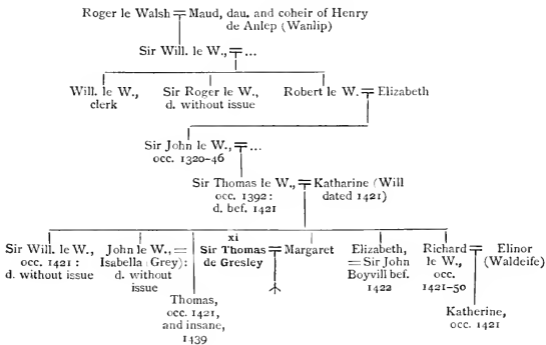 Roger le Walsh = Maud, dau. and coheir of Henry
de Anlep (Wanlip)
Sir Will. le W., = ...
Will. le W., Sir Roger le W., Robert le W. = Elizabeth
clerk d. without issue
Sir John le W., = ...
occ. 1320-46
Sir Thomas le W., = Katharine (Will
occ. 1392: dated 1421)
d. bef. 1421
xi
Sir Will. le W., John le W., = Sir Thomas = Margaret Elizabeth, Richard = Elinor
occ. 1421: Isabella (Grey): de Gresley = Sir John le W., (Waldeife)
d. without issue d. without Boyvill bef. occ.
issue 1422 1421-50
Thomas, Katherine,
occ. 1421, occ. 1421
and insane,
1439